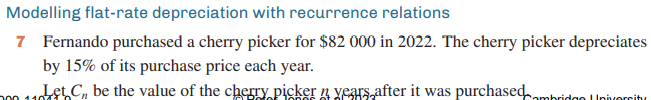 Modelling flat-rate depreciation with recurrence relations
7 Fernando purchased a cherry picker for $82 000 in 2022. The cherry picker depreciates
by 15% of its purchase price each year.
Let Cn be the value of the cherry picker n years after it was purchased.
Cambridge University